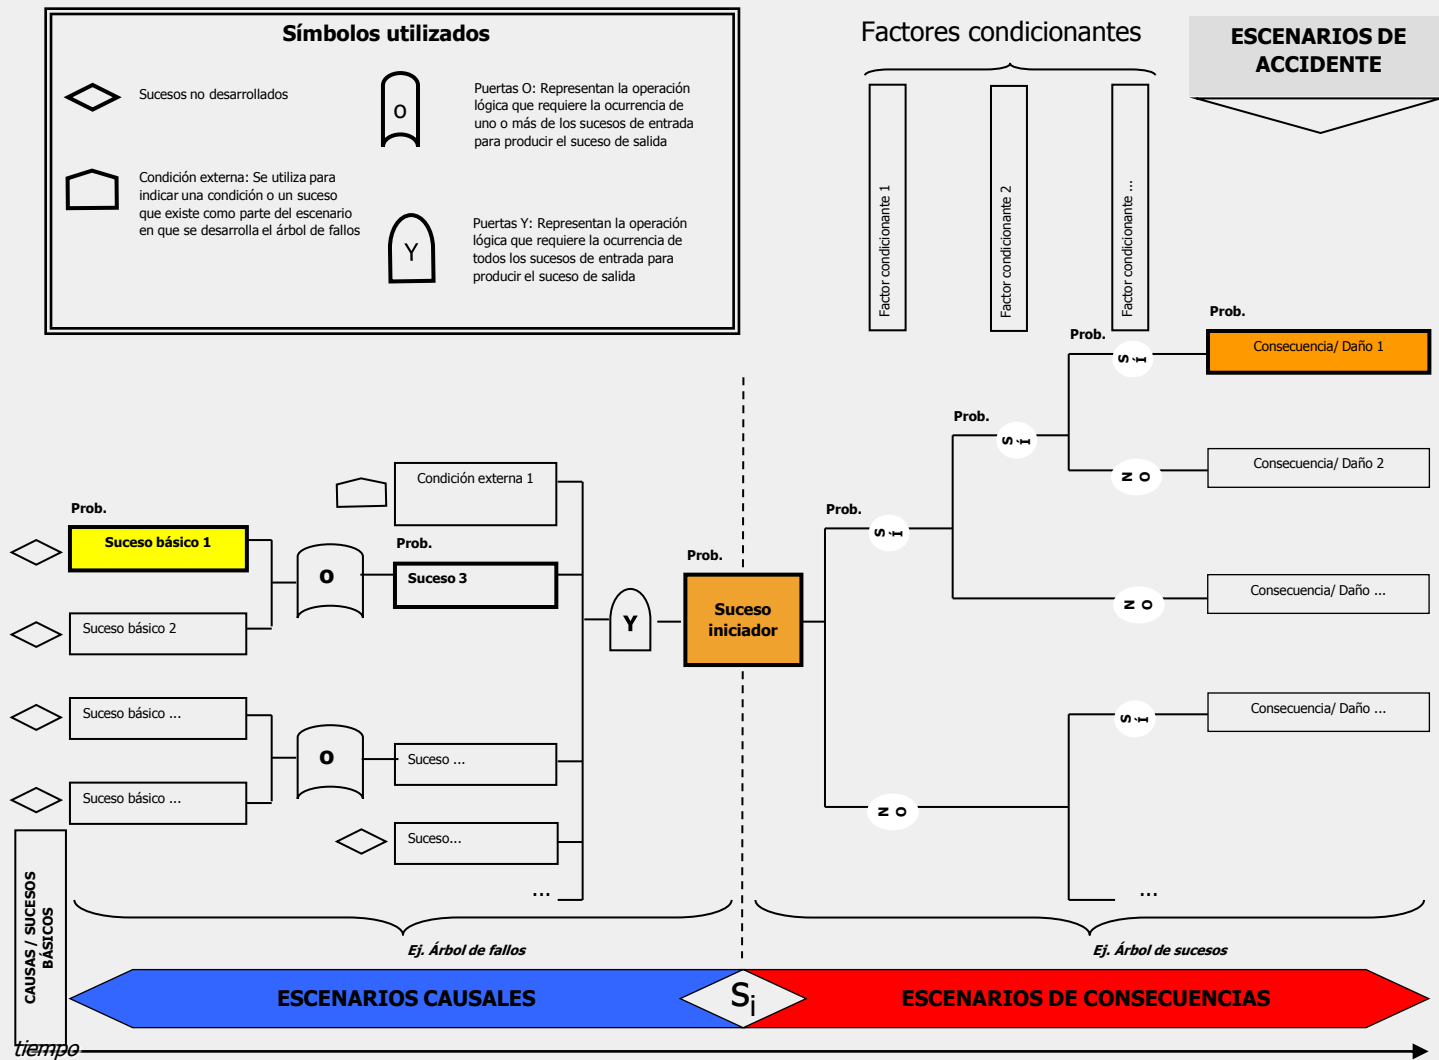 Símbolos utilizados
Sucesos no desarrollados
Condición externa: Se utiliza para
indicar una condición o un suceso
que existe como parte del escenario
en que se desarrolla el árbol de fallos
O
Puertas O: Representan la operación
lógica que requiere la ocurrencia de
uno o más de los sucesos de entrada
para producir el suceso de salida
Y
Puertas Y: Representan la operación
lógica que requiere la ocurrencia de
todos los sucesos de entrada para
producir el suceso de salida
Factores condicionantes
Factor condicionante 1
Factor condicionante 2
Factor condicionante ...
ESCENARIOS DE
ACCIDENTE
Prob.
Suceso básico 1
Suceso básico 2
Suceso básico ...
Suceso básico ...
O
O
Condición externa 1
Prob.
Suceso 3
Suceso ...
Suceso...
...
Y
Prob.
Suceso
iniciador
Prob.
SÍ
NO
Prob.
SÍ
NO
Prob.
SÍ
NO
SÍ
...
Prob.
Consecuencia/ Daño 1
Consecuencia/ Daño 2
Consecuencia/ Daño ...
Consecuencia/ Daño ...
CAUSAS / SUCESOS
BÁSICOS
Ej. Árbol de fallos
Ej. Árbol de sucesos
ESCENARIOS CAUSALES
Si
ESCENARIOS DE CONSECUENCIAS
tiempo